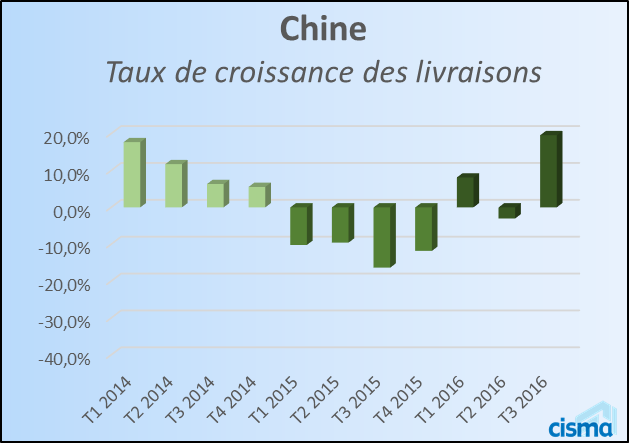 Chine
Taux de croissance des livraisons
20,0%
10,0%
0,0%
-10,0%
-20,0%
-30,0%
-40,0%
T1 2014
T2 2014
T3 2014
T4 2014
T1 2015
T2 2015
T3 2015
T4 2015
T1 2016
T2 2016
T3 2016
cisma